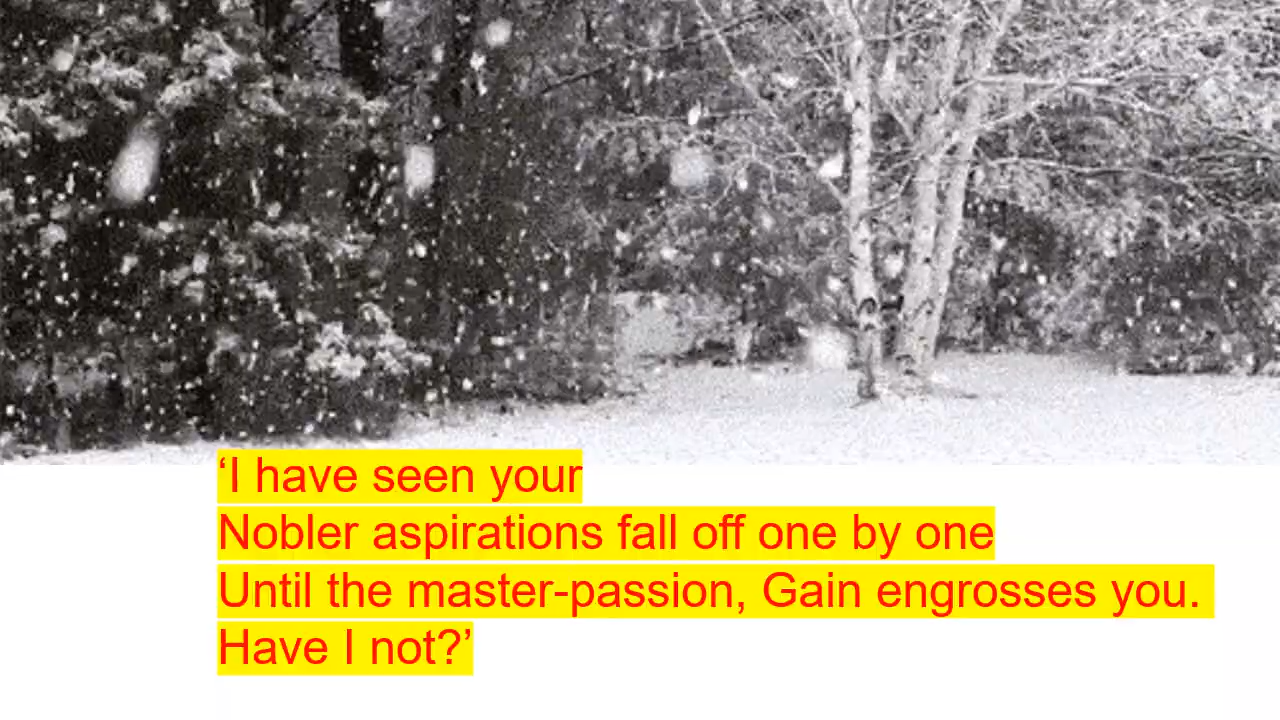 ‘I have seen your
Nobler aspirations fall off one by one
Until the master-passion, Gain engrosses you.
Have I not?’